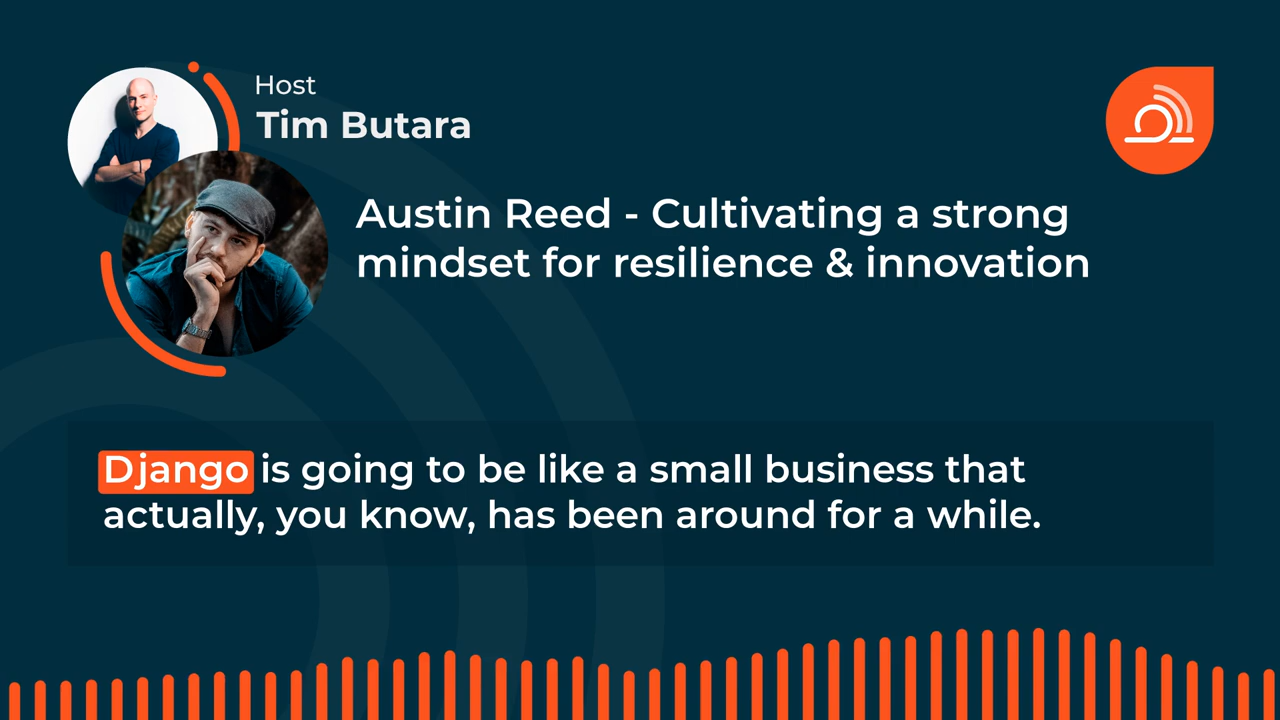 Host
Tim Butara
Austin Reed - Cultivating a strong
mindset for resilience & innovation
Django is going to be like a small business that
actually, you know, has been around for a while.